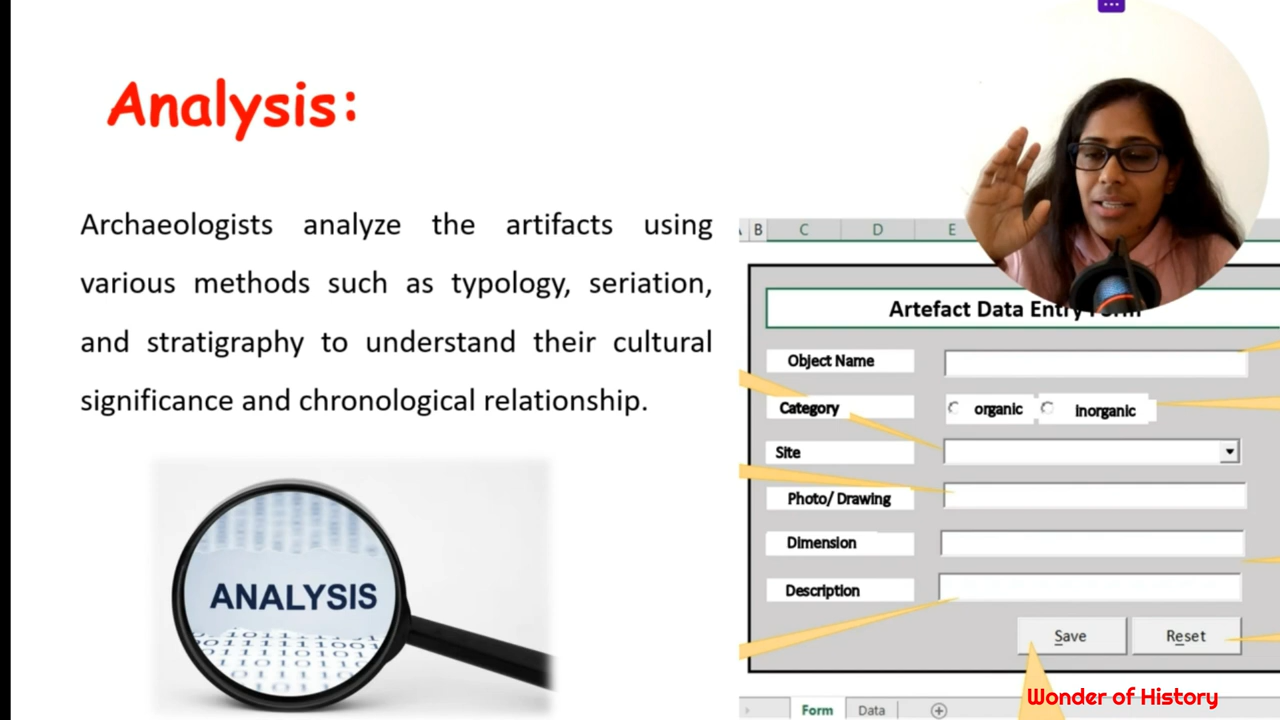 Analysis:
Archaeologists analyze the artifacts using
various methods such as typology, seriation,
and stratigraphy to understand their cultural
significance and chronological relationship.
ANALYSIS
B C D E
Artefact Data Entry Form
Object Name
Category organic Inorganic
Site
Photo/ Drawing
Dimension
Description
Save Reset
Wonder of History
Form Data